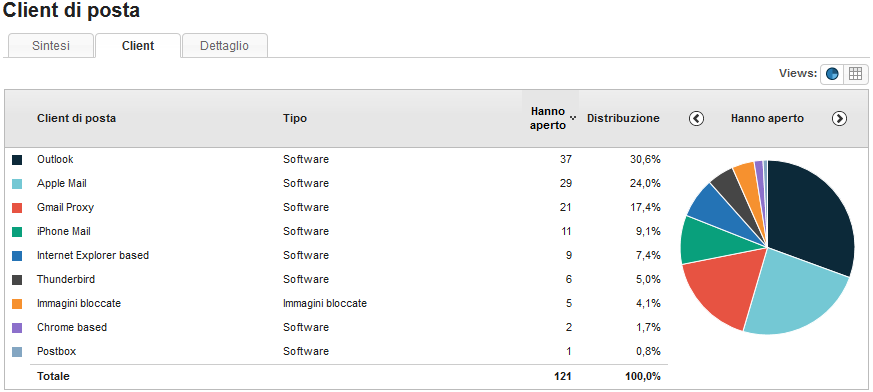 Client di posta
Sintesi Client Dettaglio
Views:
Client di posta Tipo Hanno aperto Distribuzione Hanno aperto
Outlook Software 37 30,6%
Apple Mail Software 29 24,0%
Gmail Proxy Software 21 17,4%
iPhone Mail Software 11 9,1%
Internet Explorer based Software 9 7,4%
Thunderbird Software 6 5,0%
Immagini bloccate Immagini bloccate 5 4,1%
Chrome based Software 2 1,7%
Postbox Software 1 0,8%
Totale 121 100,0%